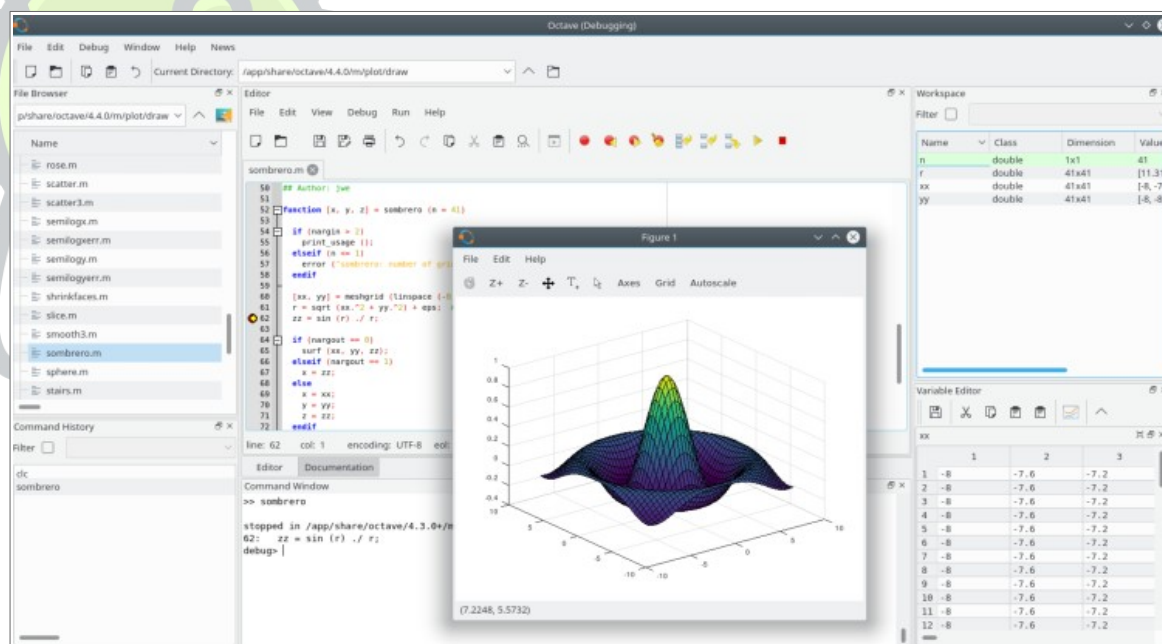 Octave (Debugging)
File Edit Debug Window Help News
Current Directory: /app/share/octave/4.4.0/m/plot/draw
File Browser
p/share/octave/4.4.0/m/plot/draw
Name
rose.m
scatter.m
scatter3.m
semilogx.m
semilogxerr.m
semilogy.m
semilogyerr.m
shrinkfaces.m
slice.m
smooth3.m
sombrero.m
sphere.m
stairs.m
Command History
Filter
clc
sombrero
Editor
File Edit View Debug Run Help
sombrero.m
50 ## Author: jwe
51
52 function [x, y, z] = sombrero (n = 41)
53
54 if (nargin > 2)
55 print_usage ();
56 elseif (n <= 1)
57 error ("sombrero: number of gri
58 endif
59
60 [xx, yy] = meshgrid (linspace (-8
61 r = sqrt (xx.^2 + yy.^2) + eps;
62 zz = sin (r) ./ r;
63
64 if (nargout == 0)
65 surf (xx, yy, zz);
66 elseif (nargout == 1)
67 x = zz;
68 else
69 x = xx;
70 y = yy;
71 z = zz;
72 endif
line: 62 col: 1 encoding: UTF-8 eol:
Editor Documentation
Command Window
>> sombrero
stopped in /app/share/octave/4.3.0+/m
62: zz = sin (r) ./ r;
debug>
Figure 1
File Edit Help
Z+ Z- T Axes Grid Autoscale
1
0.8
0.6
0.4
0.2
0
-0.2
-0.4
10
5
0
-5
-10
-10
-5
0
5
10
(7.2248, 5.5732)
Workspace
Filter
Name Class Dimension Value
n double 1x1 41
r double 41x41 [11.31
xx double 41x41 [-8, -7
yy double 41x41 [-8, -8
Variable Editor
xx
1 2 3
1 -8 -7.6 -7.2
2 -8 -7.6 -7.2
3 -8 -7.6 -7.2
4 -8 -7.6 -7.2
5 -8 -7.6 -7.2
6 -8 -7.6 -7.2
7 -8 -7.6 -7.2
8 -8 -7.6 -7.2
9 -8 -7.6 -7.2
10 -8 -7.6 -7.2
11 -8 -7.6 -7.2
12 -8 -7.6 -7.2